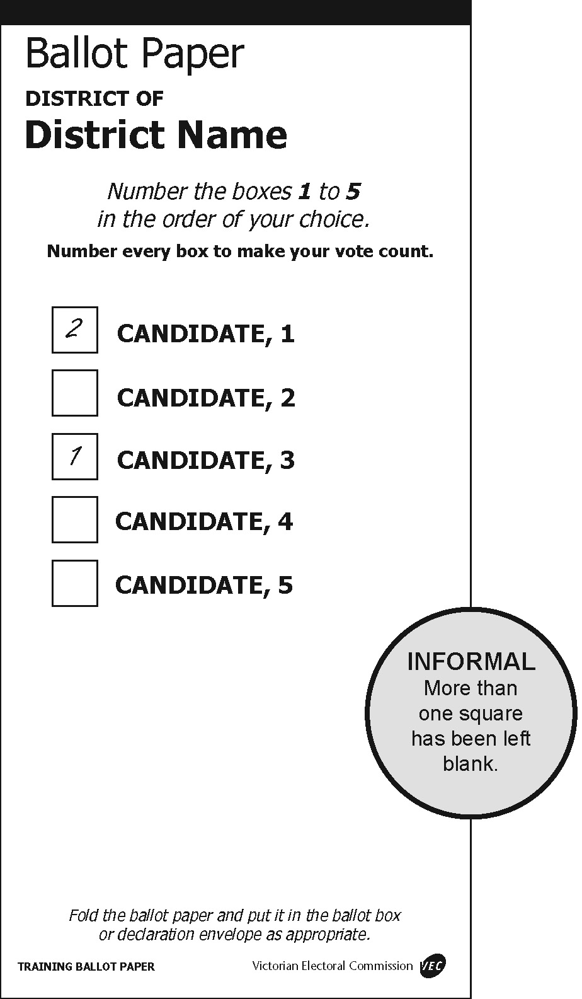 Ballot Paper
DISTRICT OF
District Name
Number the boxes 1 to 5
in the order of your choice.
Number every box to make your vote count.
2 CANDIDATE, 1
CANDIDATE, 2
1 CANDIDATE, 3
CANDIDATE, 4
CANDIDATE, 5
INFORMAL
More than
one square
has been left
blank.
Fold the ballot paper and put it in the ballot box
or declaration envelope as appropriate.
TRAINING BALLOT PAPER Victorian Electoral Commission VEC